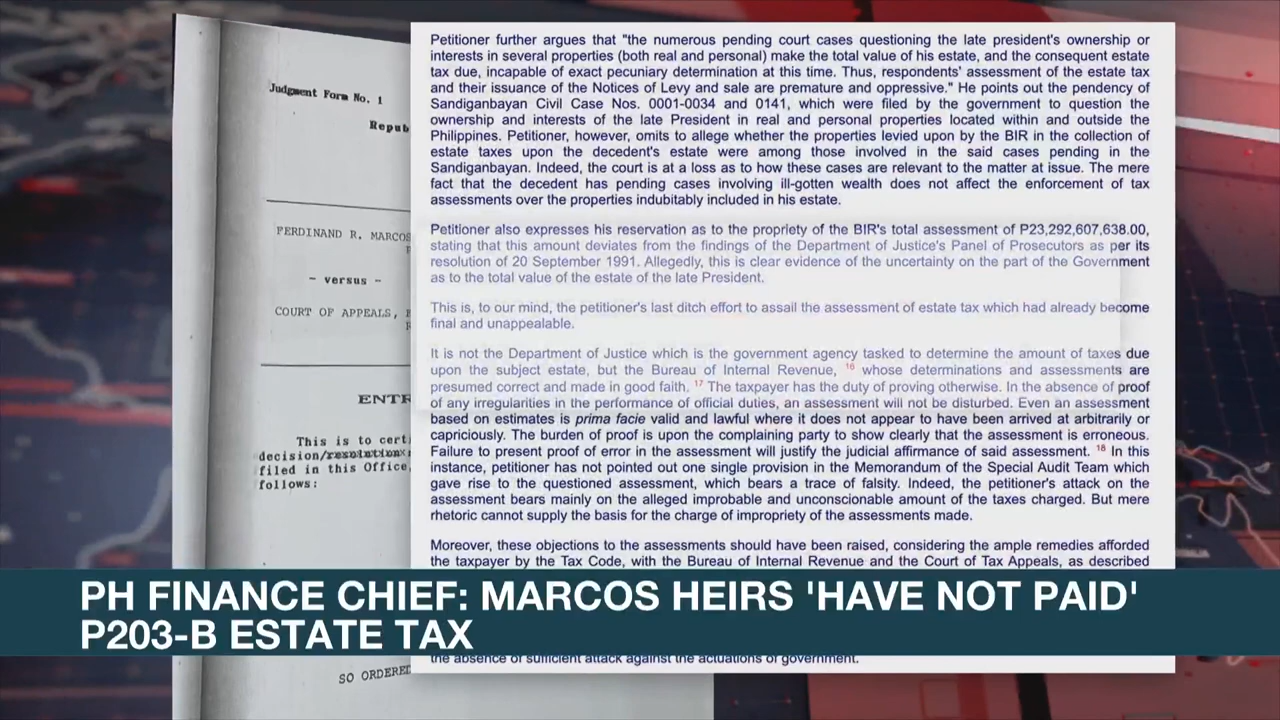 Judgment Form No. 1
Repub
FERDINAND R. MARCOS
- versus -
COURT OF APPEALS,
ENTR
This is to cert
decision/resolution
filed in this Office,
follows:
SO ORDERED
Petitioner further argues that "the numerous pending court cases questioning the late president's ownership or
interests in several properties (both real and personal) make the total value of his estate, and the consequent estate
tax due, incapable of exact pecuniary determination at this time. Thus, respondents' assessment of the estate tax
and their issuance of the Notices of Levy and sale are premature and oppressive." He points out the pendency of
Sandiganbayan Civil Case Nos. 0001-0034 and 0141, which were filed by the government to question the
ownership and interests of the late President in real and personal properties located within and outside the
Philippines. Petitioner, however, omits to allege whether the properties levied upon by the BIR in the collection of
estate taxes upon the decedent's estate were among those involved in the said cases pending in the
Sandiganbayan. Indeed, the court is at a loss as to how these cases are relevant to the matter at issue. The mere
fact that the decedent has pending cases involving ill-gotten wealth does not affect the enforcement of tax
assessments over the properties indubitably included in his estate.
Petitioner also expresses his reservation as to the propriety of the BIR's total assessment of P23,292,607,638.00,
stating that this amount deviates from the findings of the Department of Justice's Panel of Prosecutors as per its
resolution of 20 September 1991. Allegedly, this is clear evidence of the uncertainty on the part of the Government
as to the total value of the estate of the late President.
This is, to our mind, the petitioner's last ditch effort to assail the assessment of estate tax which had already become
final and unappealable.
It is not the Department of Justice which is the government agency tasked to determine the amount of taxes due
upon the subject estate, but the Bureau of Internal Revenue, 16 whose determinations and assessments are
presumed correct and made in good faith. 17 The taxpayer has the duty of proving otherwise. In the absence of proof
of any irregularities in the performance of official duties, an assessment will not be disturbed. Even an assessment
based on estimates is prima facie valid and lawful where it does not appear to have been arrived at arbitrarily or
capriciously. The burden of proof is upon the complaining party to show clearly that the assessment is erroneous.
Failure to present proof of error in the assessment will justify the judicial affirmance of said assessment. 18 In this
instance, petitioner has not pointed out one single provision in the Memorandum of the Special Audit Team which
gave rise to the questioned assessment, which bears a trace of falsity. Indeed, the petitioner's attack on the
assessment bears mainly on the alleged improbable and unconscionable amount of the taxes charged. But mere
rhetoric cannot supply the basis for the charge of impropriety of the assessments made.
Moreover, these objections to the assessments should have been raised, considering the ample remedies afforded
the taxpayer by the Tax Code, with the Bureau of Internal Revenue and the Court of Tax Appeals, as described
PH FINANCE CHIEF: MARCOS HEIRS 'HAVE NOT PAID'
P203-B ESTATE TAX
the absence of sufficient attack against the actuations of government.